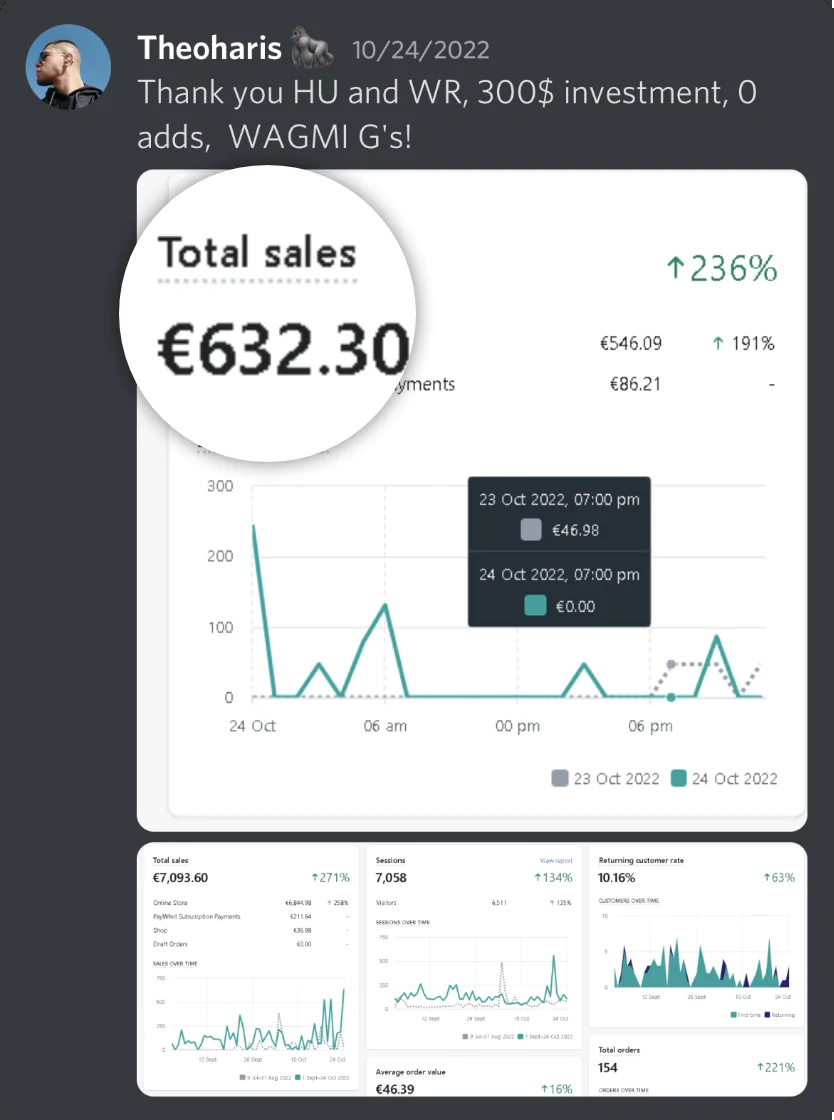 Theoharis 🦍 10/24/2022
Thank you HU and WR, 300$ investment, 0
adds, WAGMI G's!
Total sales
€632.30
↑236%
€546.09 ↑ 191%
yments €86.21 -
300
200
100
0
23 Oct 2022, 07:00 pm
€46.98
24 Oct 2022, 07:00 pm
€0.00
24 Oct 06 am 00 pm 06 pm
23 Oct 2022 24 Oct 2022
Total sales
€7,093.60 ↑271%
Online Store €6,844.98 ↑ 258%
PayWhirl Subscription Payments €211.64 -
Shop €36.98 -
Draft Orders €0.00 -
SALES OVER TIME
750
500
250
0
12 Sept 26 Sept 10 Oct 24 Oct
9 Jul–31 Aug 2022 1 Sept–24 Oct 2022
Sessions View report
7,058 ↑134%
Visitors 6,511 ↑ 135%
SESSIONS OVER TIME
750
500
250
0
12 Sept 26 Sept 10 Oct 24 Oct
9 Jul–31 Aug 2022 1 Sept–24 Oct 2022
Average order value
€46.39 ↑16%
Returning customer rate
10.16% ↑63%
CUSTOMERS OVER TIME
10
5
0
12 Sept 26 Sept 10 Oct 24 Oct
First-time Returning
Total orders
154 ↑221%
ORDERS OVER TIME